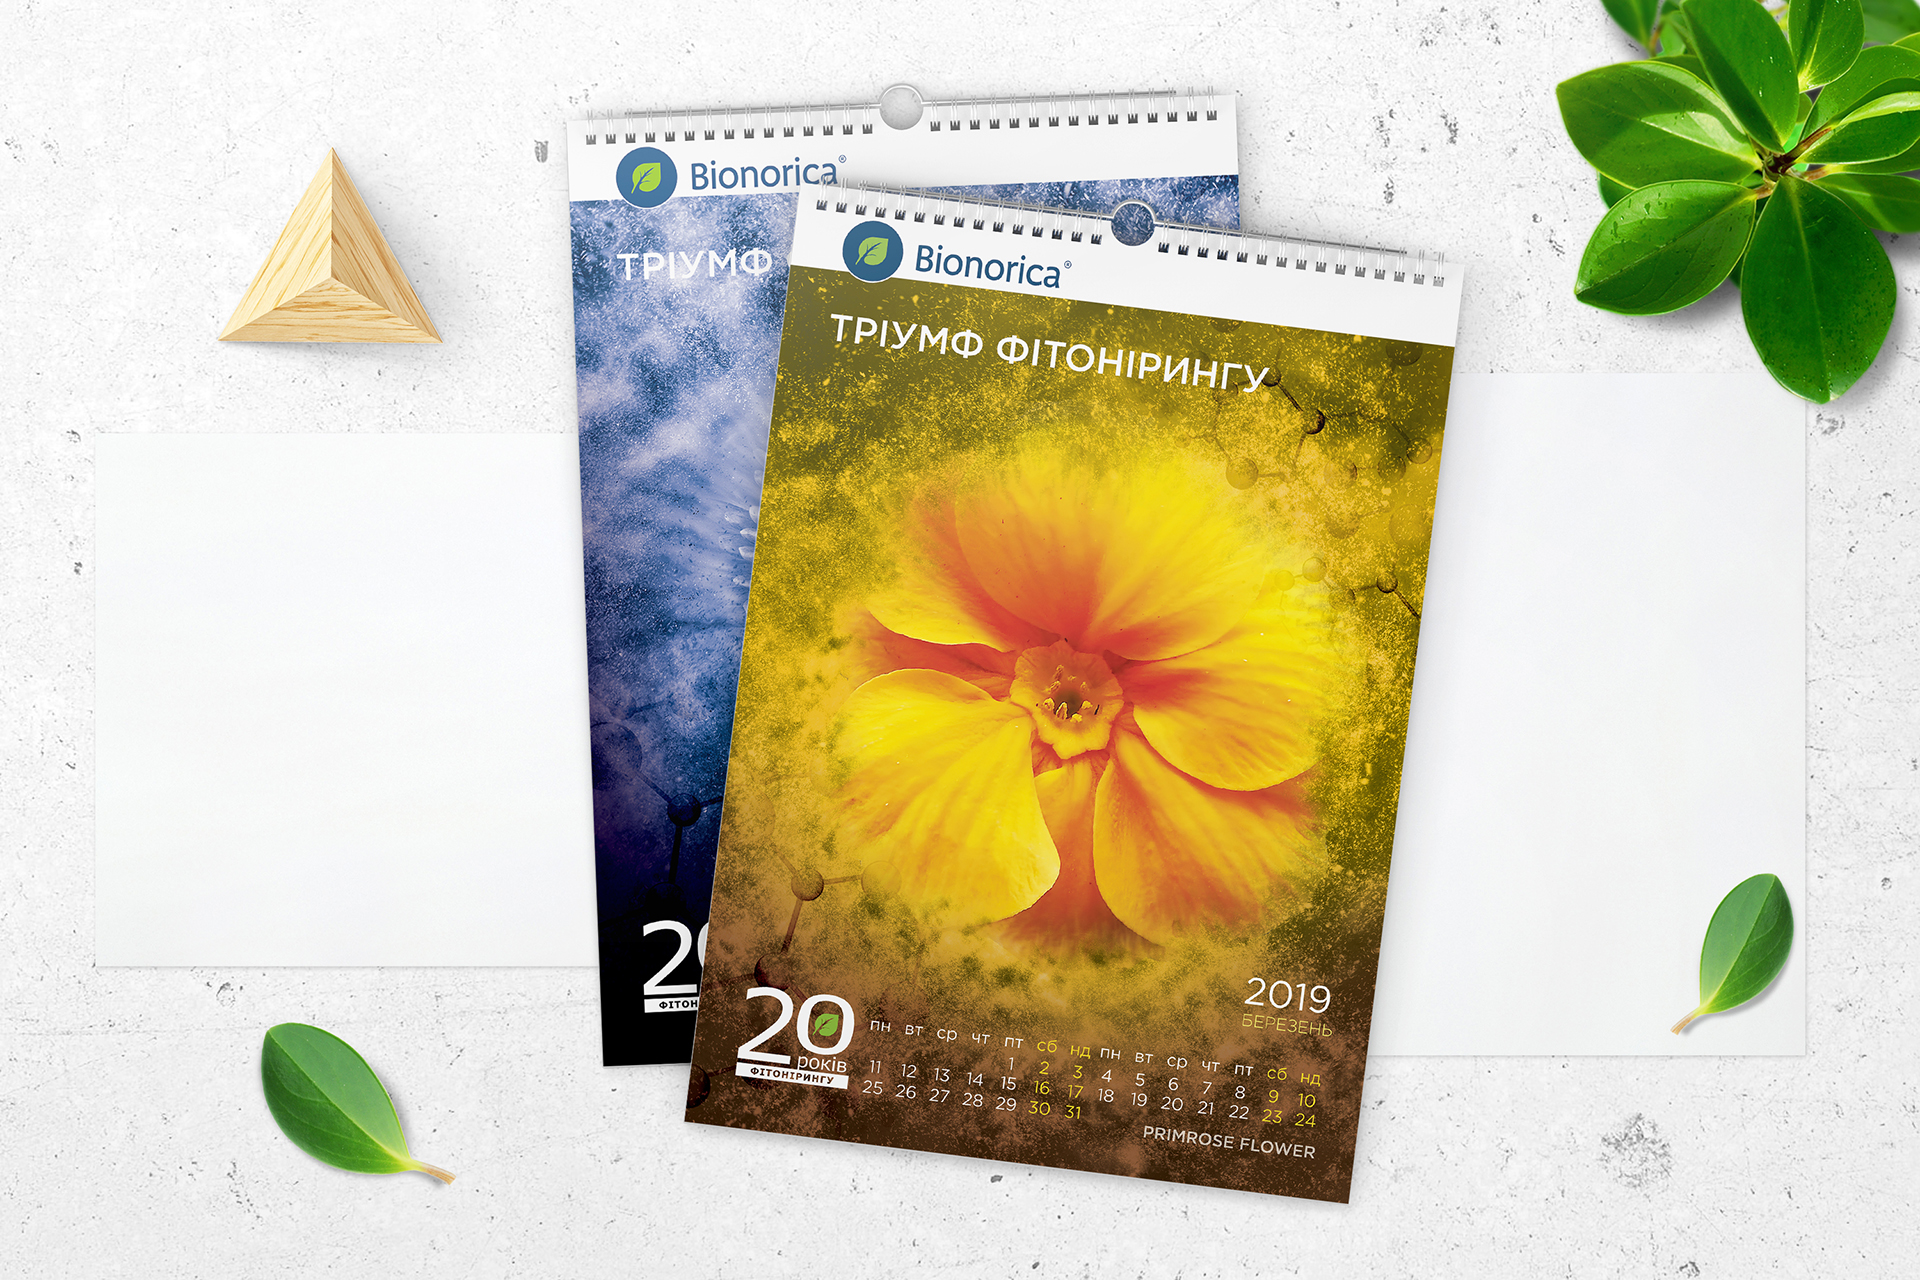 Bionorica®
ТРІУМФ
20
ФІТОН
Bionorica®
ТРІУМФ ФІТОНІРИНГУ
2019
БЕРЕЗЕНЬ
20
років
ФІТОНІРИНГУ
пн вт ср чт пт сб нд пн вт ср чт пт сб нд
1 2 3 4 5 6 7 8 9 10
11 12 13 14 15 16 17 18 19 20 21 22 23 24
25 26 27 28 29 30 31
PRIMROSE FLOWER